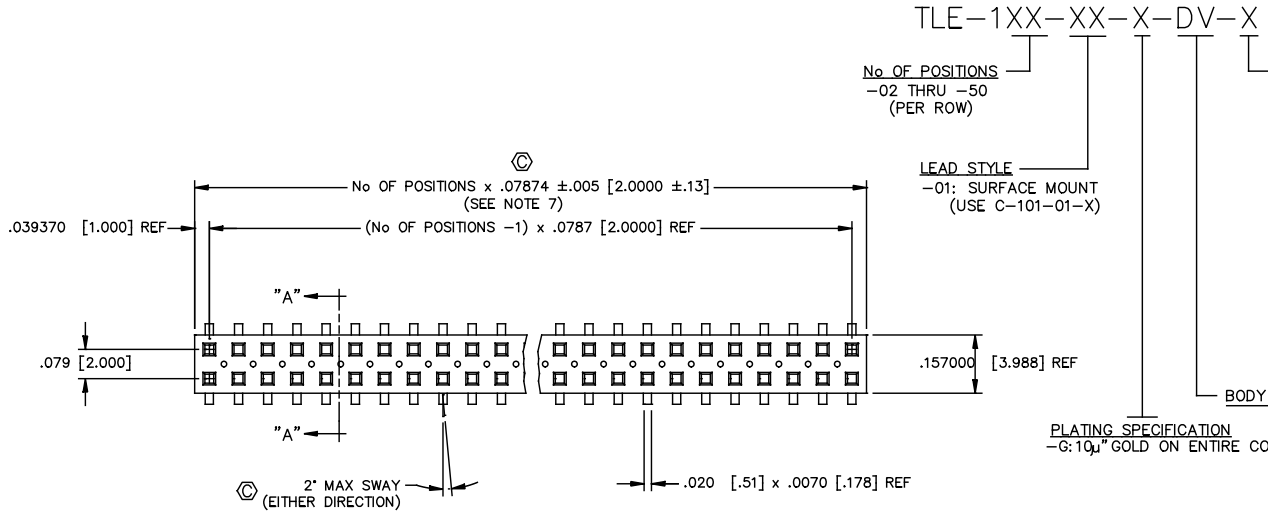 TLE-1XX-XX-X-DV-X
No OF POSITIONS
-02 THRU -50
(PER ROW)
LEAD STYLE
-01: SURFACE MOUNT
(USE C-101-01-X)
C
No OF POSITIONS x .07874 ±.005 [2.0000 ±.13]
(SEE NOTE 7)
.039370 [1.000] REF
(No OF POSITIONS -1) x .0787 [2.0000] REF
"A"
.079 [2.000]
.157000 [3.988] REF
"A"
BODY
PLATING SPECIFICATION
-G: 10µ" GOLD ON ENTIRE CO
C
2° MAX SWAY
(EITHER DIRECTION)
.020 [.51] x .0070 [.178] REF